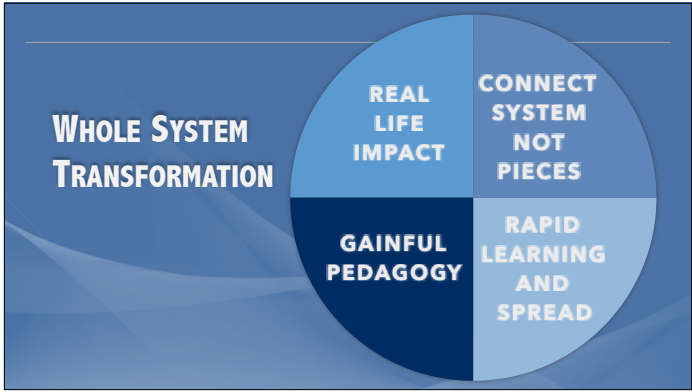 WHOLE SYSTEM
TRANSFORMATION
REAL
LIFE
IMPACT
CONNECT
SYSTEM
NOT
PIECES
GAINFUL
PEDAGOGY
RAPID
LEARNING
AND
SPREAD